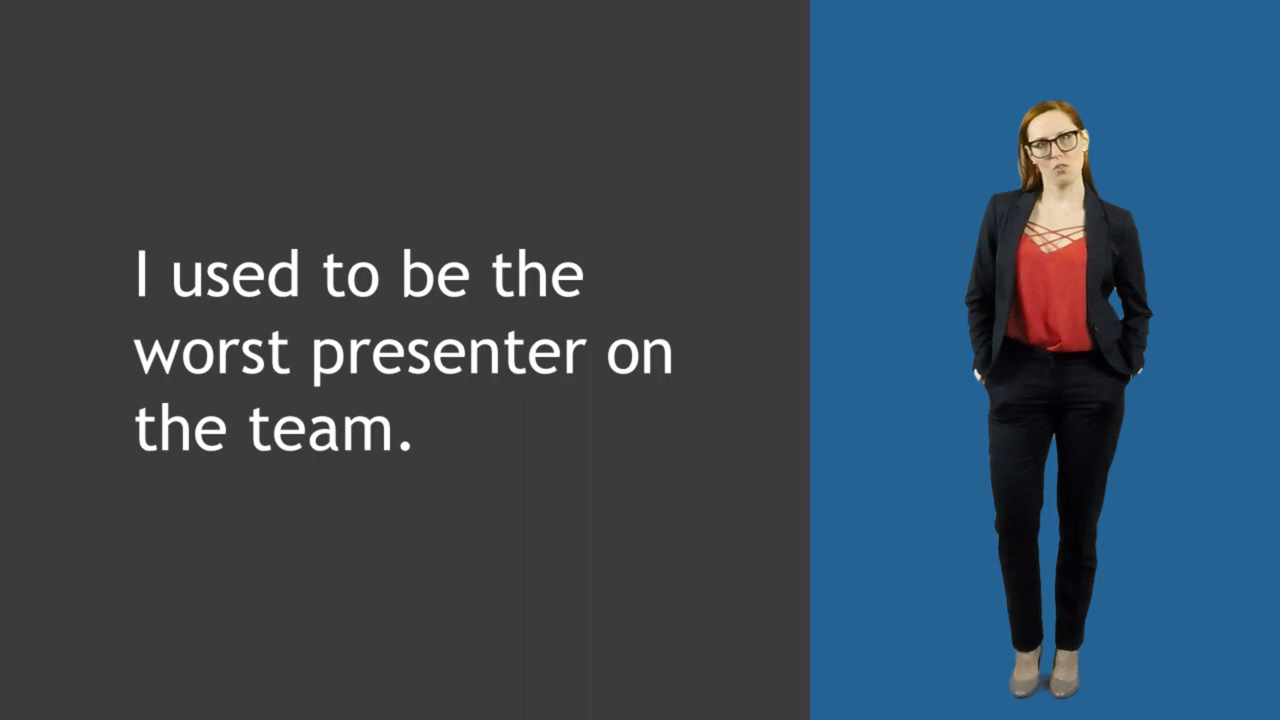 I used to be the
worst presenter on
the team.